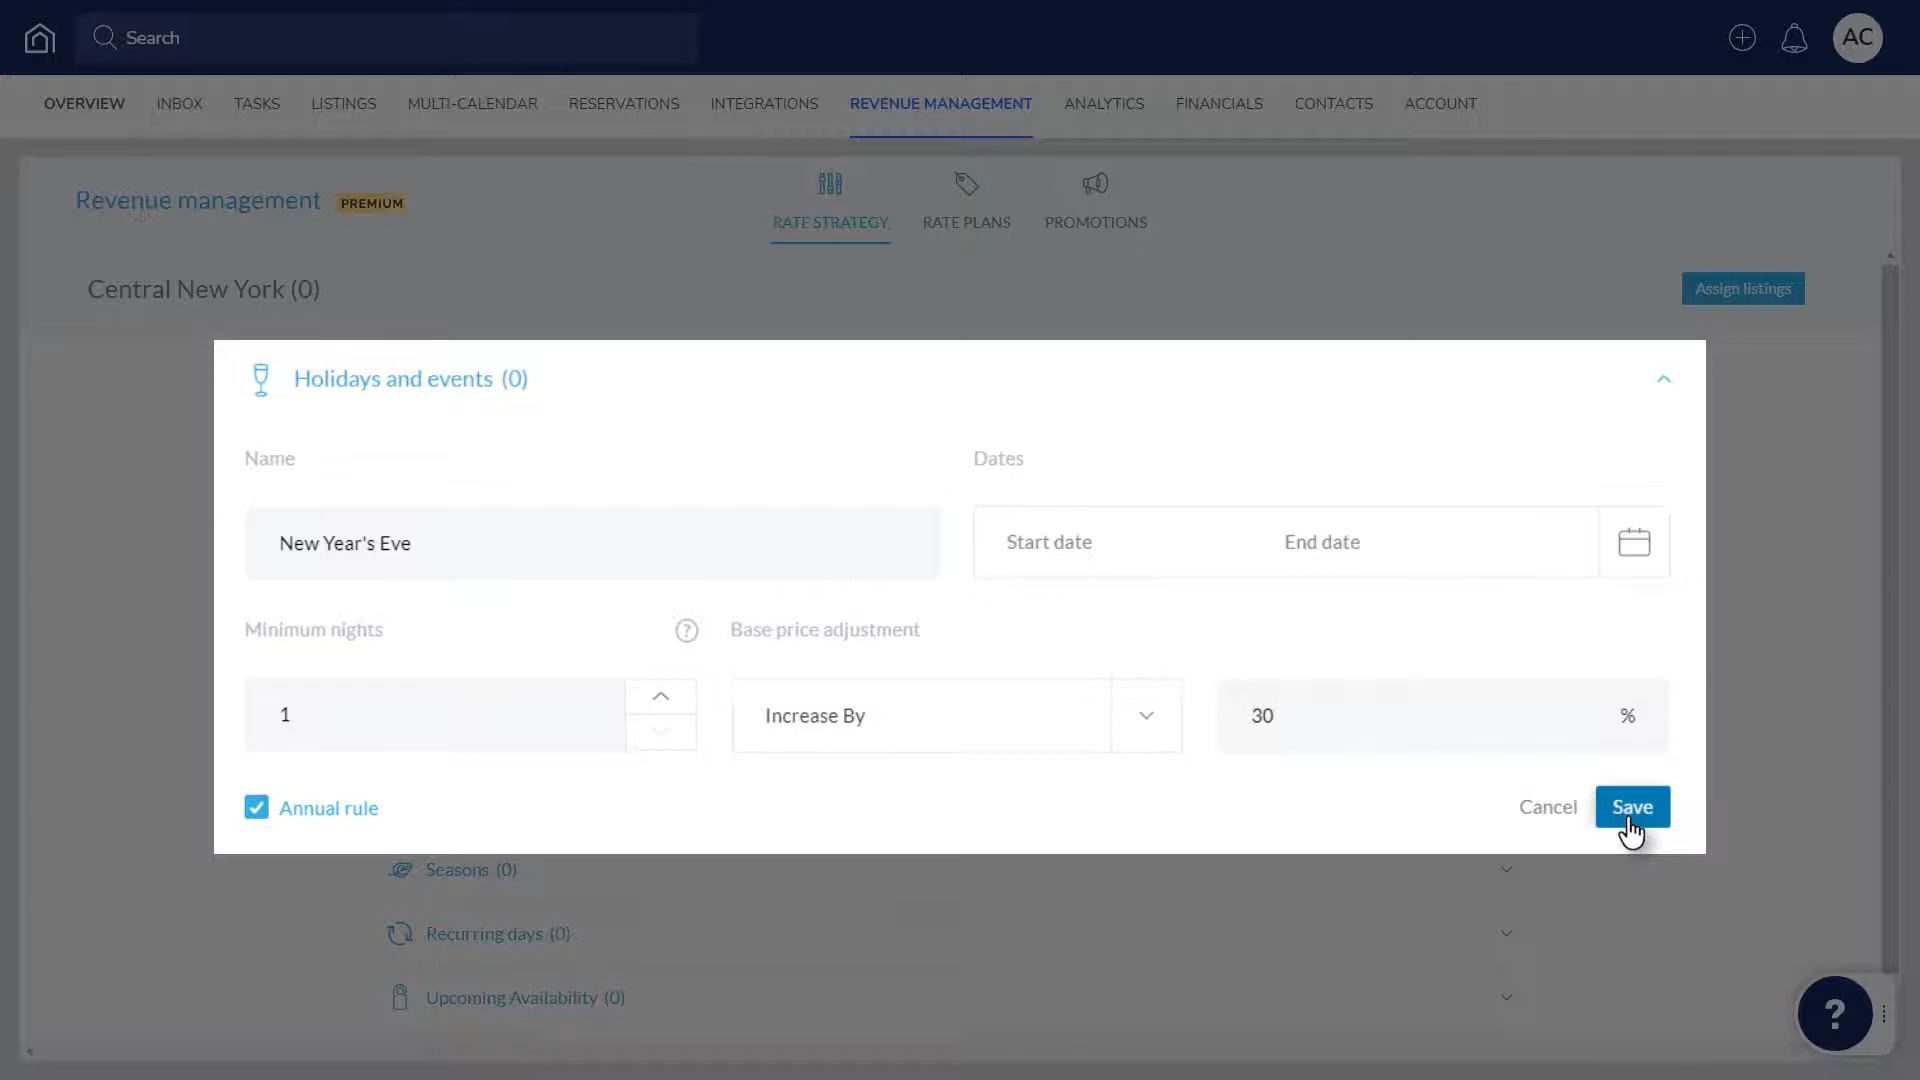 Search
AC
OVERVIEW INBOX TASKS LISTINGS MULTI-CALENDAR RESERVATIONS INTEGRATIONS REVENUE MANAGEMENT ANALYTICS FINANCIALS CONTACTS ACCOUNT
Revenue management PREMIUM
RATE STRATEGY RATE PLANS PROMOTIONS
Central New York (0)
Assign listings
Holidays and events (0)
Name Dates
New Year's Eve Start date End date
Minimum nights ? Base price adjustment
1 Increase By 30 %
Annual rule Cancel Save
Seasons (0)
Recurring days (0)
Upcoming Availability (0)
?